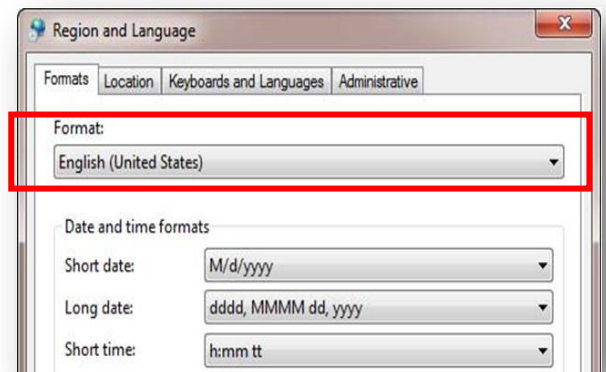 Region and Language
Formats Location Keyboards and Languages Administrative
Format:
English (United States)
Date and time formats
Short date: M/d/yyyy
Long date: dddd, MMMM dd, yyyy
Short time: h:mm tt